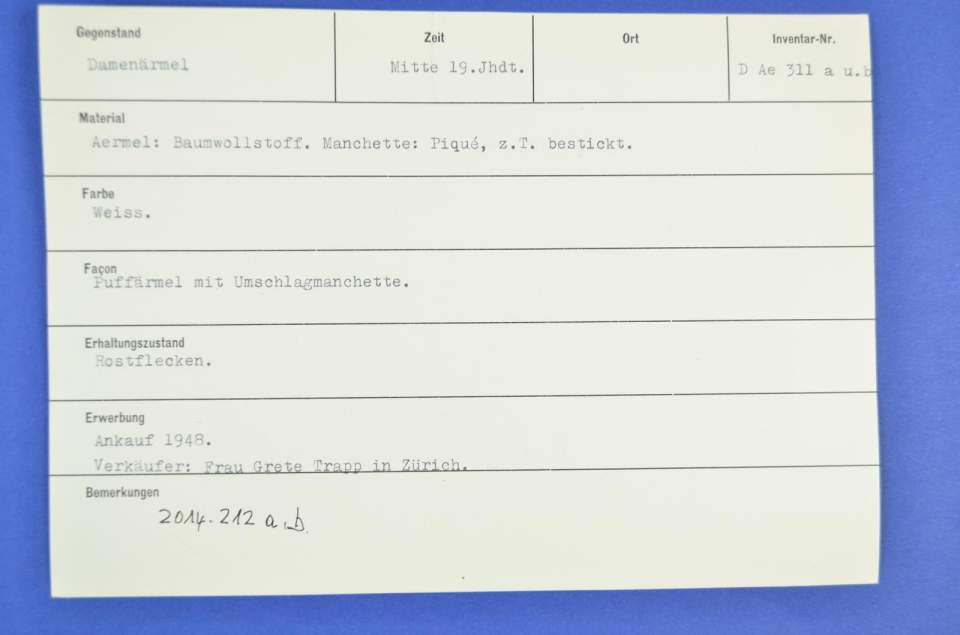 Gegenstand Zeit Ort Inventar-Nr.
Damenärmel Mitte 19.Jhdt. D Ae 311 a u.b
Material
Aermel: Baumwollstoff. Manchette: Piqué, z.T. bestickt.
Farbe
Weiss.
Façon
Puffärmel mit Umschlagmanchette.
Erhaltungszustand
Rostflecken.
Erwerbung
Ankauf 1948.
Verkäufer: Frau Grete Trapp in Zürich.
Bemerkungen
2014.212 a.b.